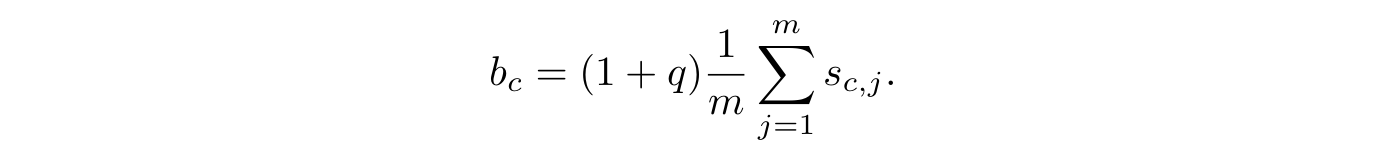 $$b_c = (1 + q)\frac{1}{m}\sum_{j=1}^{m} s_{c,j}.$$